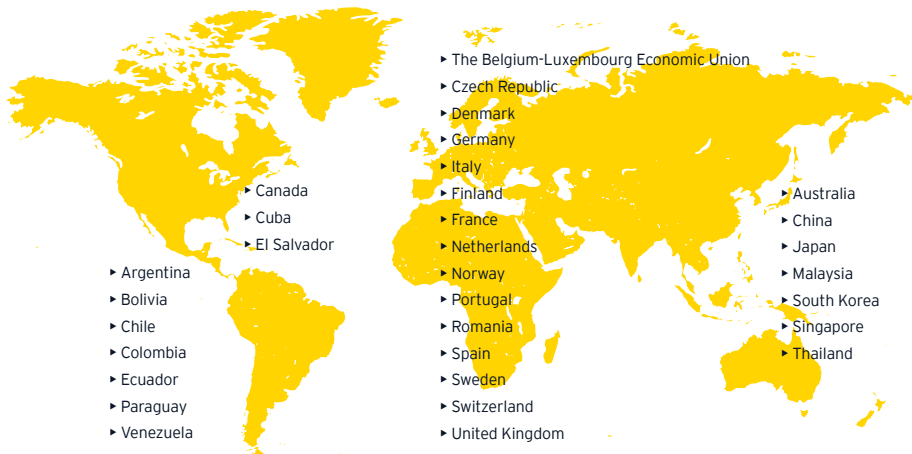 ▸ Canada
▸ Cuba
▸ El Salvador
▸ Argentina
▸ Bolivia
▸ Chile
▸ Colombia
▸ Ecuador
▸ Paraguay
▸ Venezuela
▸ The Belgium-Luxembourg Economic Union
▸ Czech Republic
▸ Denmark
▸ Germany
▸ Italy
▸ Finland
▸ France
▸ Netherlands
▸ Norway
▸ Portugal
▸ Romania
▸ Spain
▸ Sweden
▸ Switzerland
▸ United Kingdom
▸ Australia
▸ China
▸ Japan
▸ Malaysia
▸ South Korea
▸ Singapore
▸ Thailand